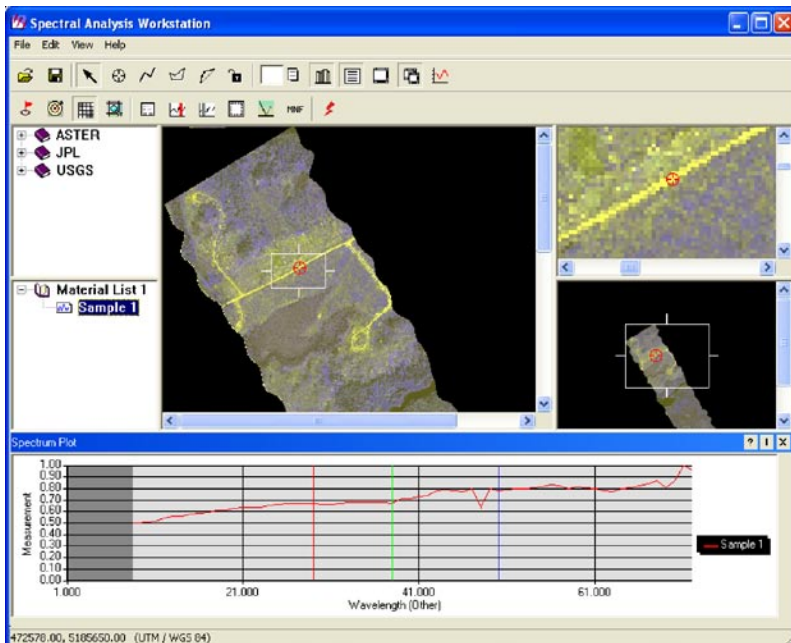 Spectral Analysis Workstation
File Edit View Help
MNF
ASTER
JPL
USGS
Material List 1
Sample 1
Spectrum Plot
1.00
0.90
0.80
0.70
0.60
0.50
0.40
0.30
0.20
0.10
0.00
Measurement
1.000 21.000 41.000 61.000
Wavelength (Other)
Sample 1
472578.00, 5185650.00 (UTM / WGS 84)